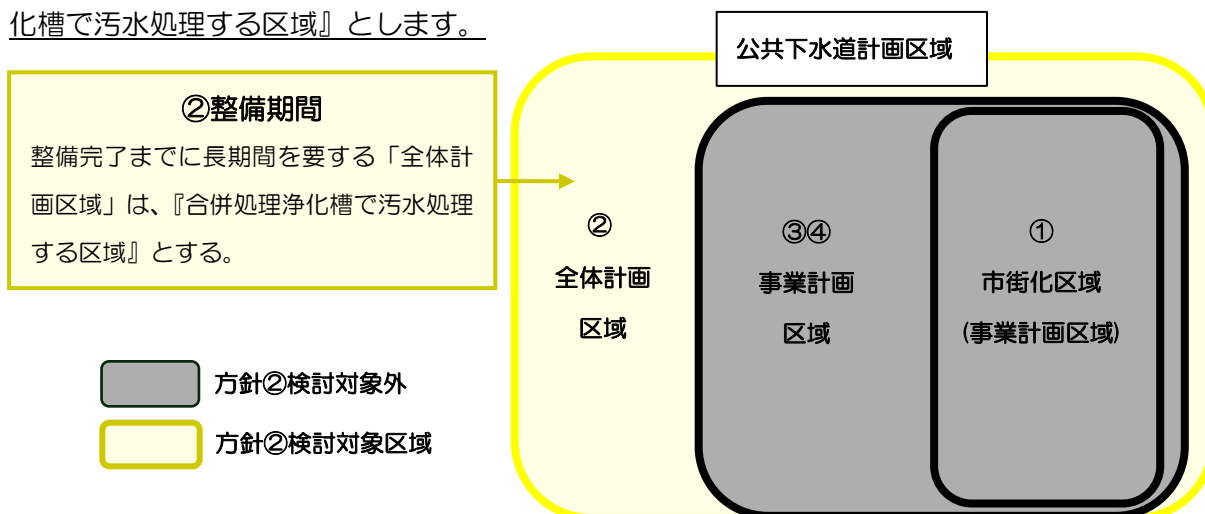 化槽で汚水処理する区域』とします。
公共下水道計画区域
②整備期間
整備完了までに長期間を要する「全体計
画区域」は、『合併処理浄化槽で汚水処理
する区域』とする。
②
全体計画
区域
③④
事業計画
区域
①
市街化区域
(事業計画区域)
方針②検討対象外
方針②検討対象区域